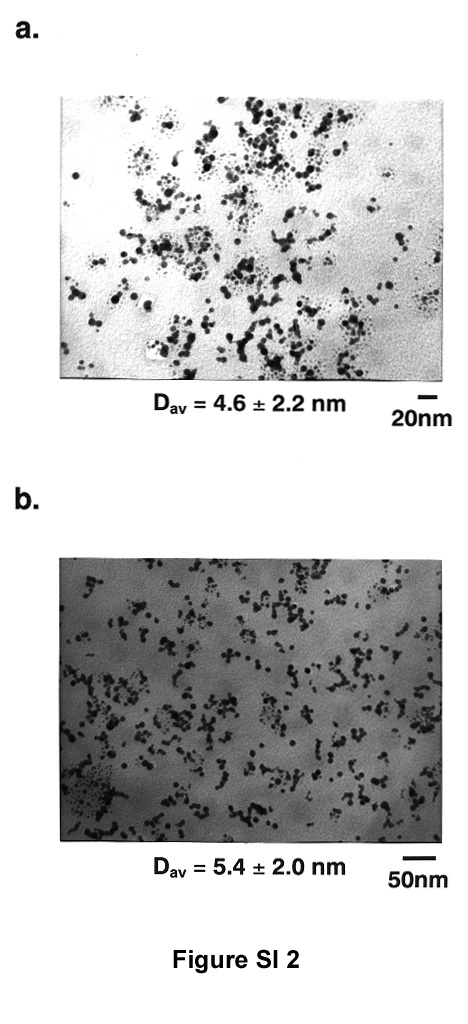 a.
D_av = 4.6 ± 2.2 nm
20nm
b.
D_av = 5.4 ± 2.0 nm
50nm
Figure SI 2